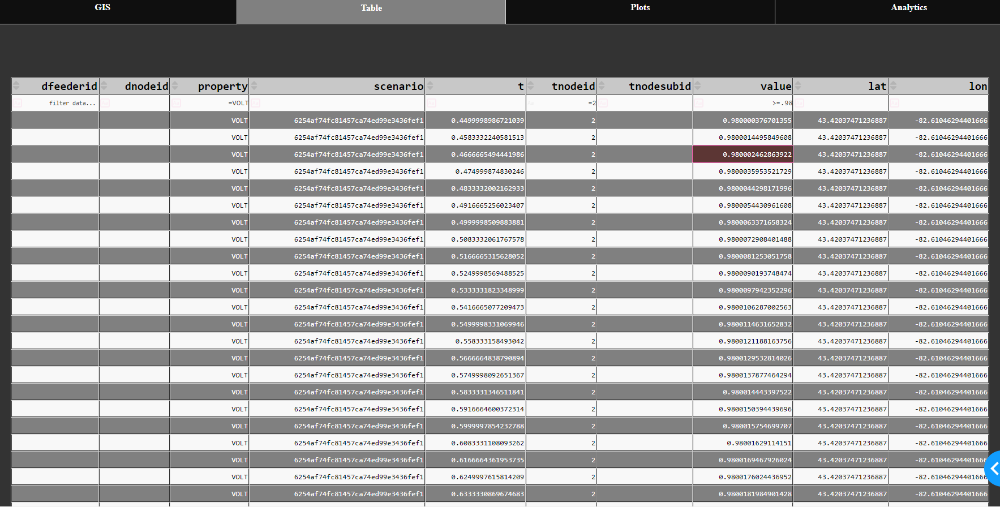 GIS Table Plots Analytics
dfeederid dnodeid property scenario t tnodeid tnodesubid value lat lon
filter data... =VOLT =2 >=.98
VOLT 6254af74fc81457ca74ed99e3436fef1 0.4499998986721039 2 0.980000376701355 43.42037471236887 -82.61046294401666
VOLT 6254af74fc81457ca74ed99e3436fef1 0.4583332240581513 2 0.9800014495849608 43.42037471236887 -82.61046294401666
VOLT 6254af74fc81457ca74ed99e3436fef1 0.4666665494441986 2 0.980002462863922 43.42037471236887 -82.61046294401666
VOLT 6254af74fc81457ca74ed99e3436fef1 0.474999874830246 2 0.9800035953521729 43.42037471236887 -82.61046294401666
VOLT 6254af74fc81457ca74ed99e3436fef1 0.4833332002162933 2 0.9800044298171996 43.42037471236887 -82.61046294401666
VOLT 6254af74fc81457ca74ed99e3436fef1 0.4916665256023407 2 0.9800054430961608 43.42037471236887 -82.61046294401666
VOLT 6254af74fc81457ca74ed99e3436fef1 0.4999998509883881 2 0.9800063371658324 43.42037471236887 -82.61046294401666
VOLT 6254af74fc81457ca74ed99e3436fef1 0.5083332061767578 2 0.9800072908401488 43.42037471236887 -82.61046294401666
VOLT 6254af74fc81457ca74ed99e3436fef1 0.5166665315628052 2 0.9800081253051758 43.42037471236887 -82.61046294401666
VOLT 6254af74fc81457ca74ed99e3436fef1 0.5249998569488525 2 0.9800090193748474 43.42037471236887 -82.61046294401666
VOLT 6254af74fc81457ca74ed99e3436fef1 0.5333331823348999 2 0.9800097942352296 43.42037471236887 -82.61046294401666
VOLT 6254af74fc81457ca74ed99e3436fef1 0.5416665077209473 2 0.9800106287002563 43.42037471236887 -82.61046294401666
VOLT 6254af74fc81457ca74ed99e3436fef1 0.5499998331069946 2 0.9800114631652832 43.42037471236887 -82.61046294401666
VOLT 6254af74fc81457ca74ed99e3436fef1 0.558333158493042 2 0.9800121188163756 43.42037471236887 -82.61046294401666
VOLT 6254af74fc81457ca74ed99e3436fef1 0.5666664838790894 2 0.9800129532814026 43.42037471236887 -82.61046294401666
VOLT 6254af74fc81457ca74ed99e3436fef1 0.5749998092651367 2 0.9800137877464294 43.42037471236887 -82.61046294401666
VOLT 6254af74fc81457ca74ed99e3436fef1 0.5833331346511841 2 0.980014443397522 43.42037471236887 -82.61046294401666
VOLT 6254af74fc81457ca74ed99e3436fef1 0.5916664600372314 2 0.9800150394439696 43.42037471236887 -82.61046294401666
VOLT 6254af74fc81457ca74ed99e3436fef1 0.5999997854232788 2 0.980015754699707 43.42037471236887 -82.61046294401666
VOLT 6254af74fc81457ca74ed99e3436fef1 0.6083331108093262 2 0.98001629114151 43.42037471236887 -82.61046294401666
VOLT 6254af74fc81457ca74ed99e3436fef1 0.6166664361953735 2 0.9800169467926024 43.42037471236887 -82.61046294401666
VOLT 6254af74fc81457ca74ed99e3436fef1 0.6249997615814209 2 0.9800176024436952 43.42037471236887 -82.61046294401666
VOLT 6254af74fc81457ca74ed99e3436fef1 0.6333330869674683 2 0.9800181984901428 43.42037471236887 -82.61046294401666